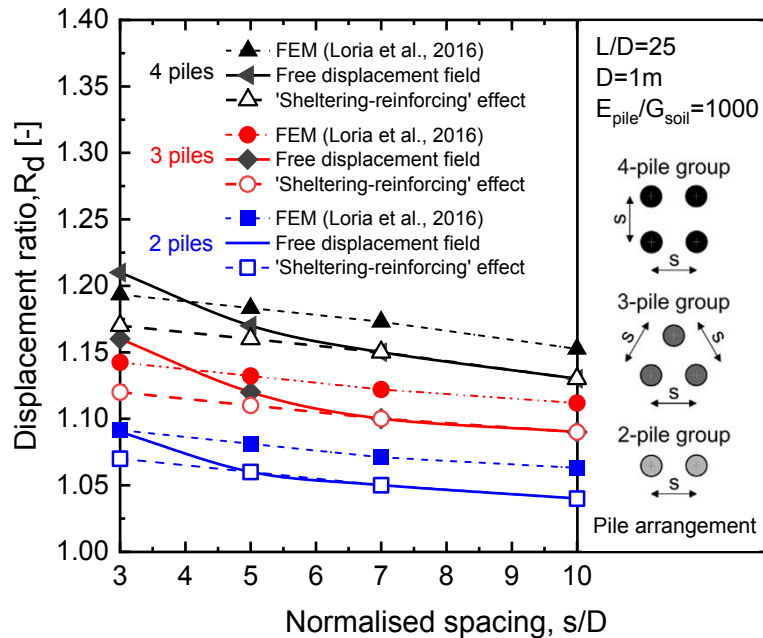 1.40
1.35
1.30
1.25
1.20
1.15
1.10
1.05
1.00
Displacement ratio,R_d [-]
4 piles
FEM (Loria et al., 2016)
Free displacement field
'Sheltering-reinforcing' effect
3 piles
FEM (Loria et al., 2016)
Free displacement field
'Sheltering-reinforcing' effect
2 piles
FEM (Loria et al., 2016)
Free displacement field
'Sheltering-reinforcing' effect
3 4 5 6 7 8 9 10
Normalised spacing, s/D
L/D=25
D=1m
E_pile/G_soil=1000
4-pile group
s
s
3-pile group
s
s
s
2-pile group
s
Pile arrangement